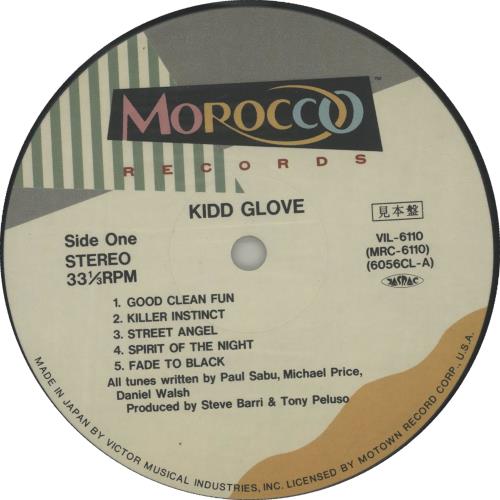 MOROCCO
™
RECORDS
KIDD GLOVE
Side One
STEREO
33⅓RPM
見本盤
VIL-6110
(MRC-6110)
(6056CL-A)
JASRAC
1. GOOD CLEAN FUN
2. KILLER INSTINCT
3. STREET ANGEL
4. SPIRIT OF THE NIGHT
5. FADE TO BLACK
All tunes written by Paul Sabu, Michael Price,
Daniel Walsh
Produced by Steve Barri & Tony Peluso
MADE IN JAPAN BY VICTOR MUSICAL INDUSTRIES, INC. LICENSED BY MOTOWN RECORD CORP., U.S.A.